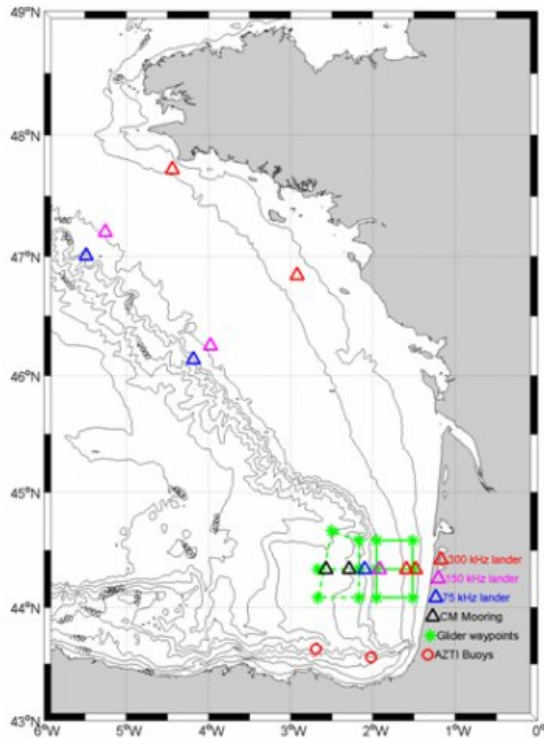 49°N
48°N
47°N
46°N
45°N
44°N
43°N
300 kHz lander
150 kHz lander
75 kHz lander
CM Mooring
Glider waypoints
AZTI Buoys
6°W
5°W
4°W
3°W
2°W
1°W
0°